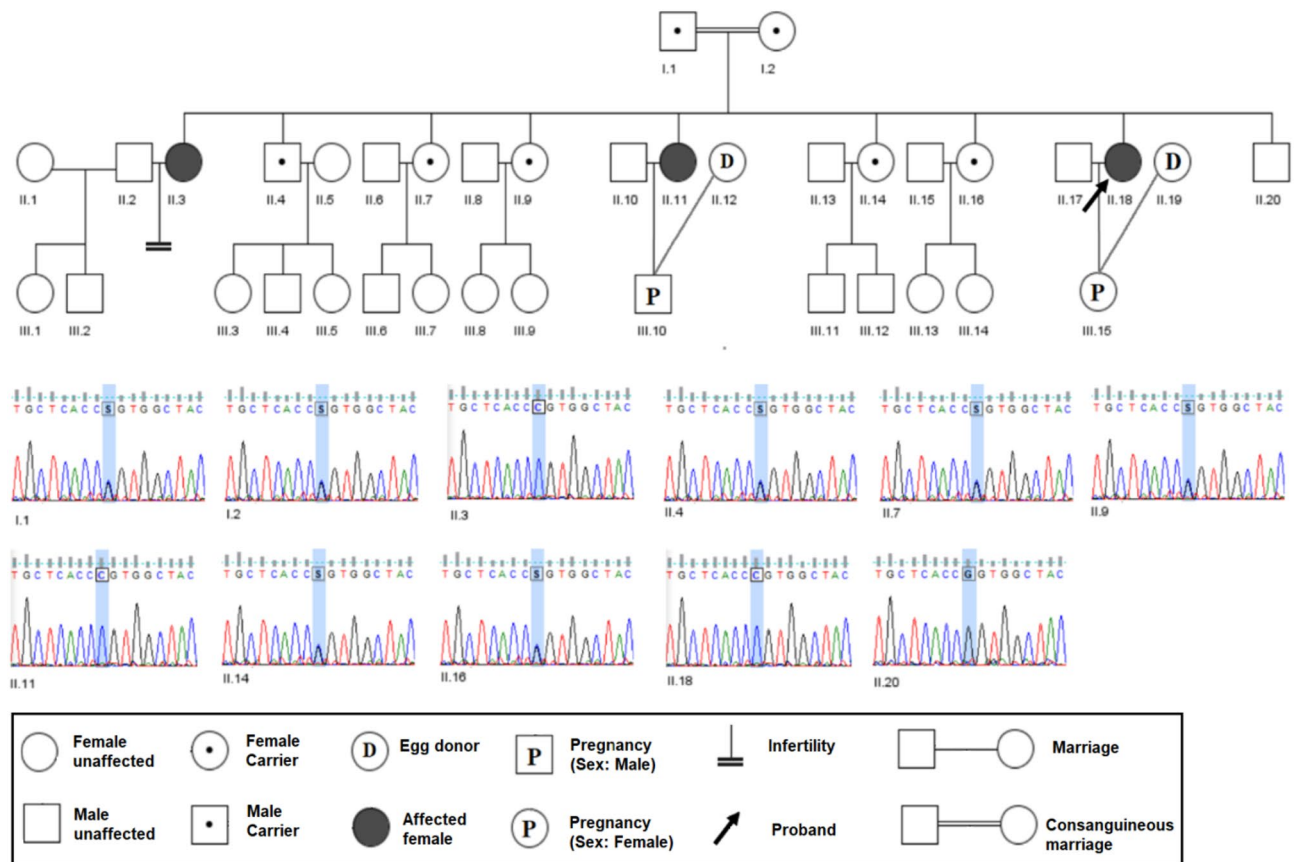 I.1 I.2
D D
II.1 II.2 II.3 II.4 II.5 II.6 II.7 II.8 II.9 II.10 II.11 II.12 II.13 II.14 II.15 II.16 II.17 II.18 II.19 II.20
P P
III.1 III.2 III.3 III.4 III.5 III.6 III.7 III.8 III.9 III.10 III.11 III.12 III.13 III.14 III.15
TGCTCACCSGTGGCTAC TGCTCACCSGTGGCTAC TGCTCACCCGTGGCTAC TGCTCACCSGTGGCTAC TGCTCACCSGTGGCTAC TGCTCACCSGTGGCTAC
I.1 I.2 II.3 II.4 II.7 II.9
TGCTCACCCGTGGCTAC TGCTCACCSGTGGCTAC TGCTCACCSGTGGCTAC TGCTCACCCGTGGCTAC TGCTCACCGGTGGCTAC
II.11 II.14 II.16 II.18 II.20
Female
unaffected
Female
Carrier
D Egg donor
P Pregnancy
(Sex: Male)
Infertility
Marriage
Male
unaffected
Male
Carrier
Affected
female
P Pregnancy
(Sex: Female)
Proband
Consanguineous
marriage